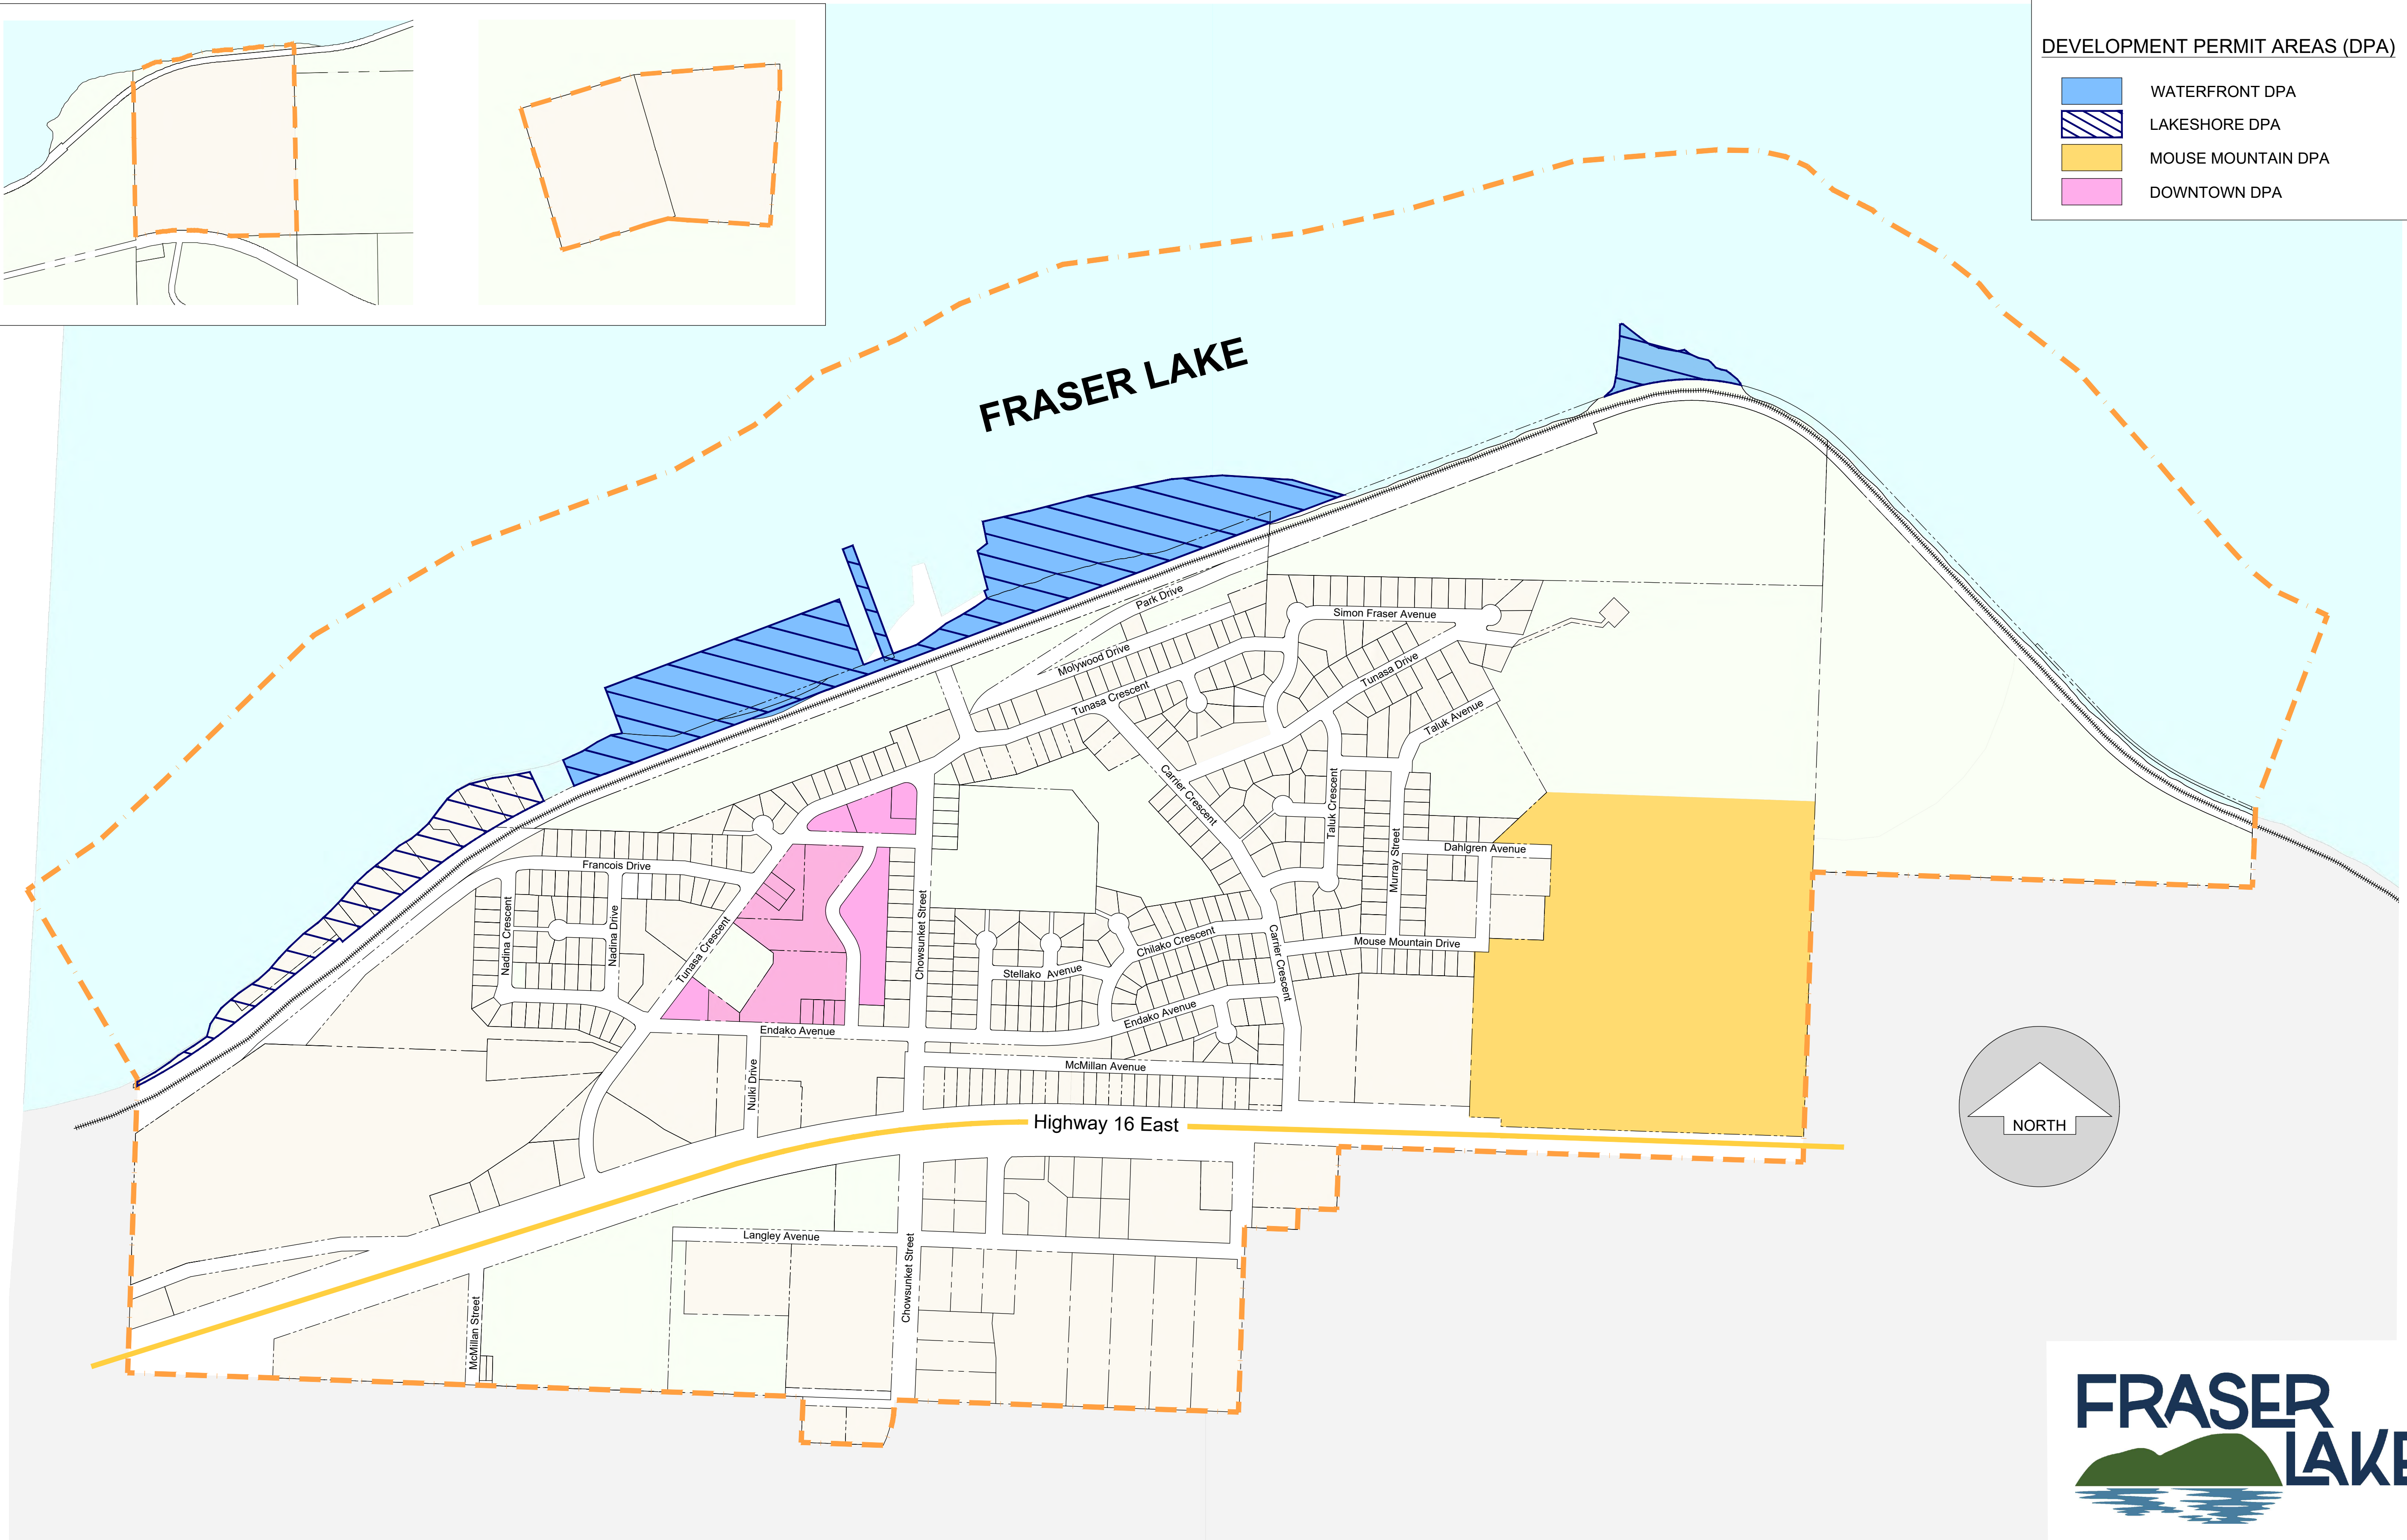 DEVELOPMENT PERMIT AREAS (DPA)
WATERFRONT DPA
LAKESHORE DPA
MOUSE MOUNTAIN DPA
DOWNTOWN DPA
FRASER LAKE
Park Drive
Simon Fraser Avenue
Molywood Drive
Tunasa Drive
Tunasa Crescent
Taluk Avenue
Carrier Crescent
Taluk Crescent
Murray Street
Dahlgren Avenue
Francois Drive
Nadina Crescent
Nadina Drive
Tunasa Crescent
Chowsunket Street
Chilako Crescent
Carrier Crescent
Mouse Mountain Drive
Stellako Avenue
Endako Avenue
Endako Avenue
McMillan Avenue
Nulki Drive
Highway 16 East
NORTH
Langley Avenue
Chowsunket Street
McMillan Street
FRASER
LAKE